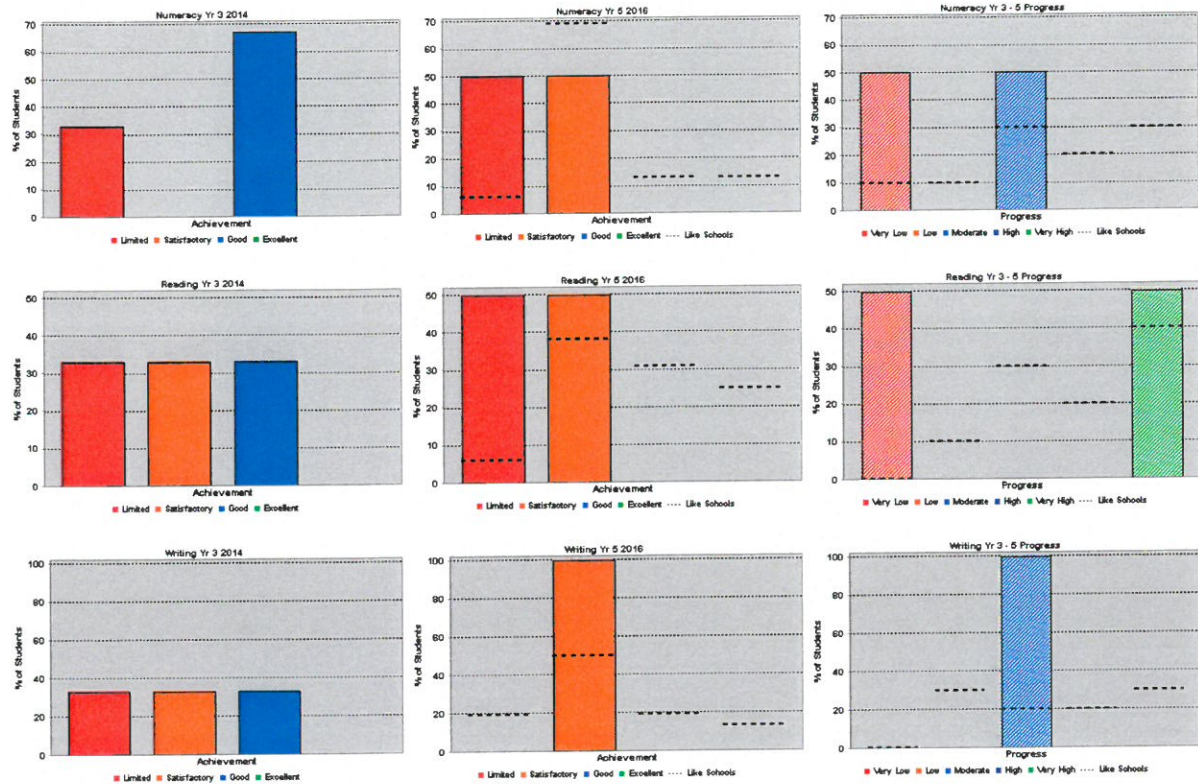 Numeracy Yr 3 2014
70
60
50
40
30
20
10
0
% of Students
Achievement
Limited Satisfactory Good Excellent
Numeracy Yr 5 2016
70
60
50
40
30
20
10
0
% of Students
Achievement
Limited Satisfactory Good Excellent Like Schools
Numeracy Yr 3 - 5 Progress
70
60
50
40
30
20
10
0
% of Students
Progress
Very Low Low Moderate High Very High Like Schools
Reading Yr 3 2014
50
40
30
20
10
0
% of Students
Achievement
Limited Satisfactory Good Excellent
Reading Yr 5 2016
50
40
30
20
10
0
% of Students
Achievement
Limited Satisfactory Good Excellent Like Schools
Reading Yr 3 - 5 Progress
50
40
30
20
10
0
% of Students
Progress
Very Low Low Moderate High Very High Like Schools
Writing Yr 3 2014
100
80
60
40
20
0
% of Students
Achievement
Limited Satisfactory Good Excellent
Writing Yr 5 2016
100
80
60
40
20
0
% of Students
Achievement
Limited Satisfactory Good Excellent Like Schools
Writing Yr 3 - 5 Progress
100
80
60
40
20
0
% of Students
Progress
Very Low Low Moderate High Very High Like Schools